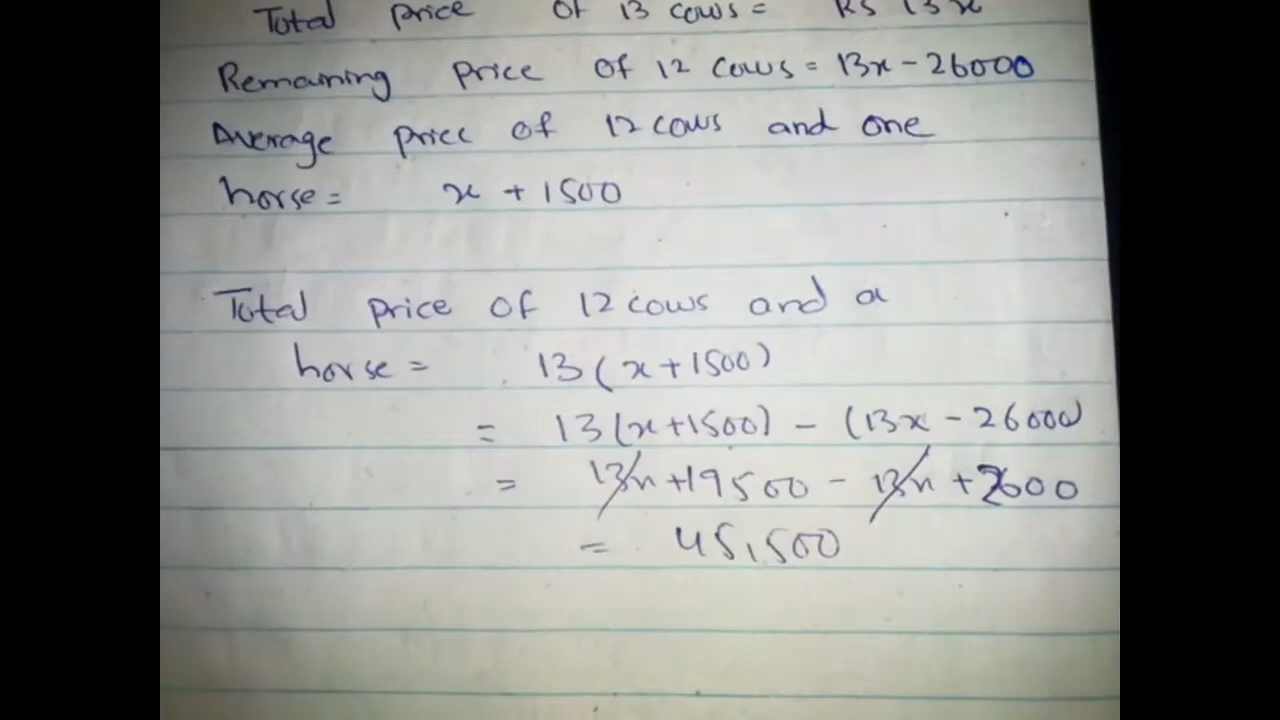 Total price of 13 cows = Rs 13x
Remaining price of 12 cows = 13x - 26000
Average price of 12 cows and one
horse = x + 1500
Total price of 12 cows and a
horse = 13(x+1500)
= 13(x+1500) - (13x - 26000)
= 13x + 19500 - 13x + 2600
= 45,500